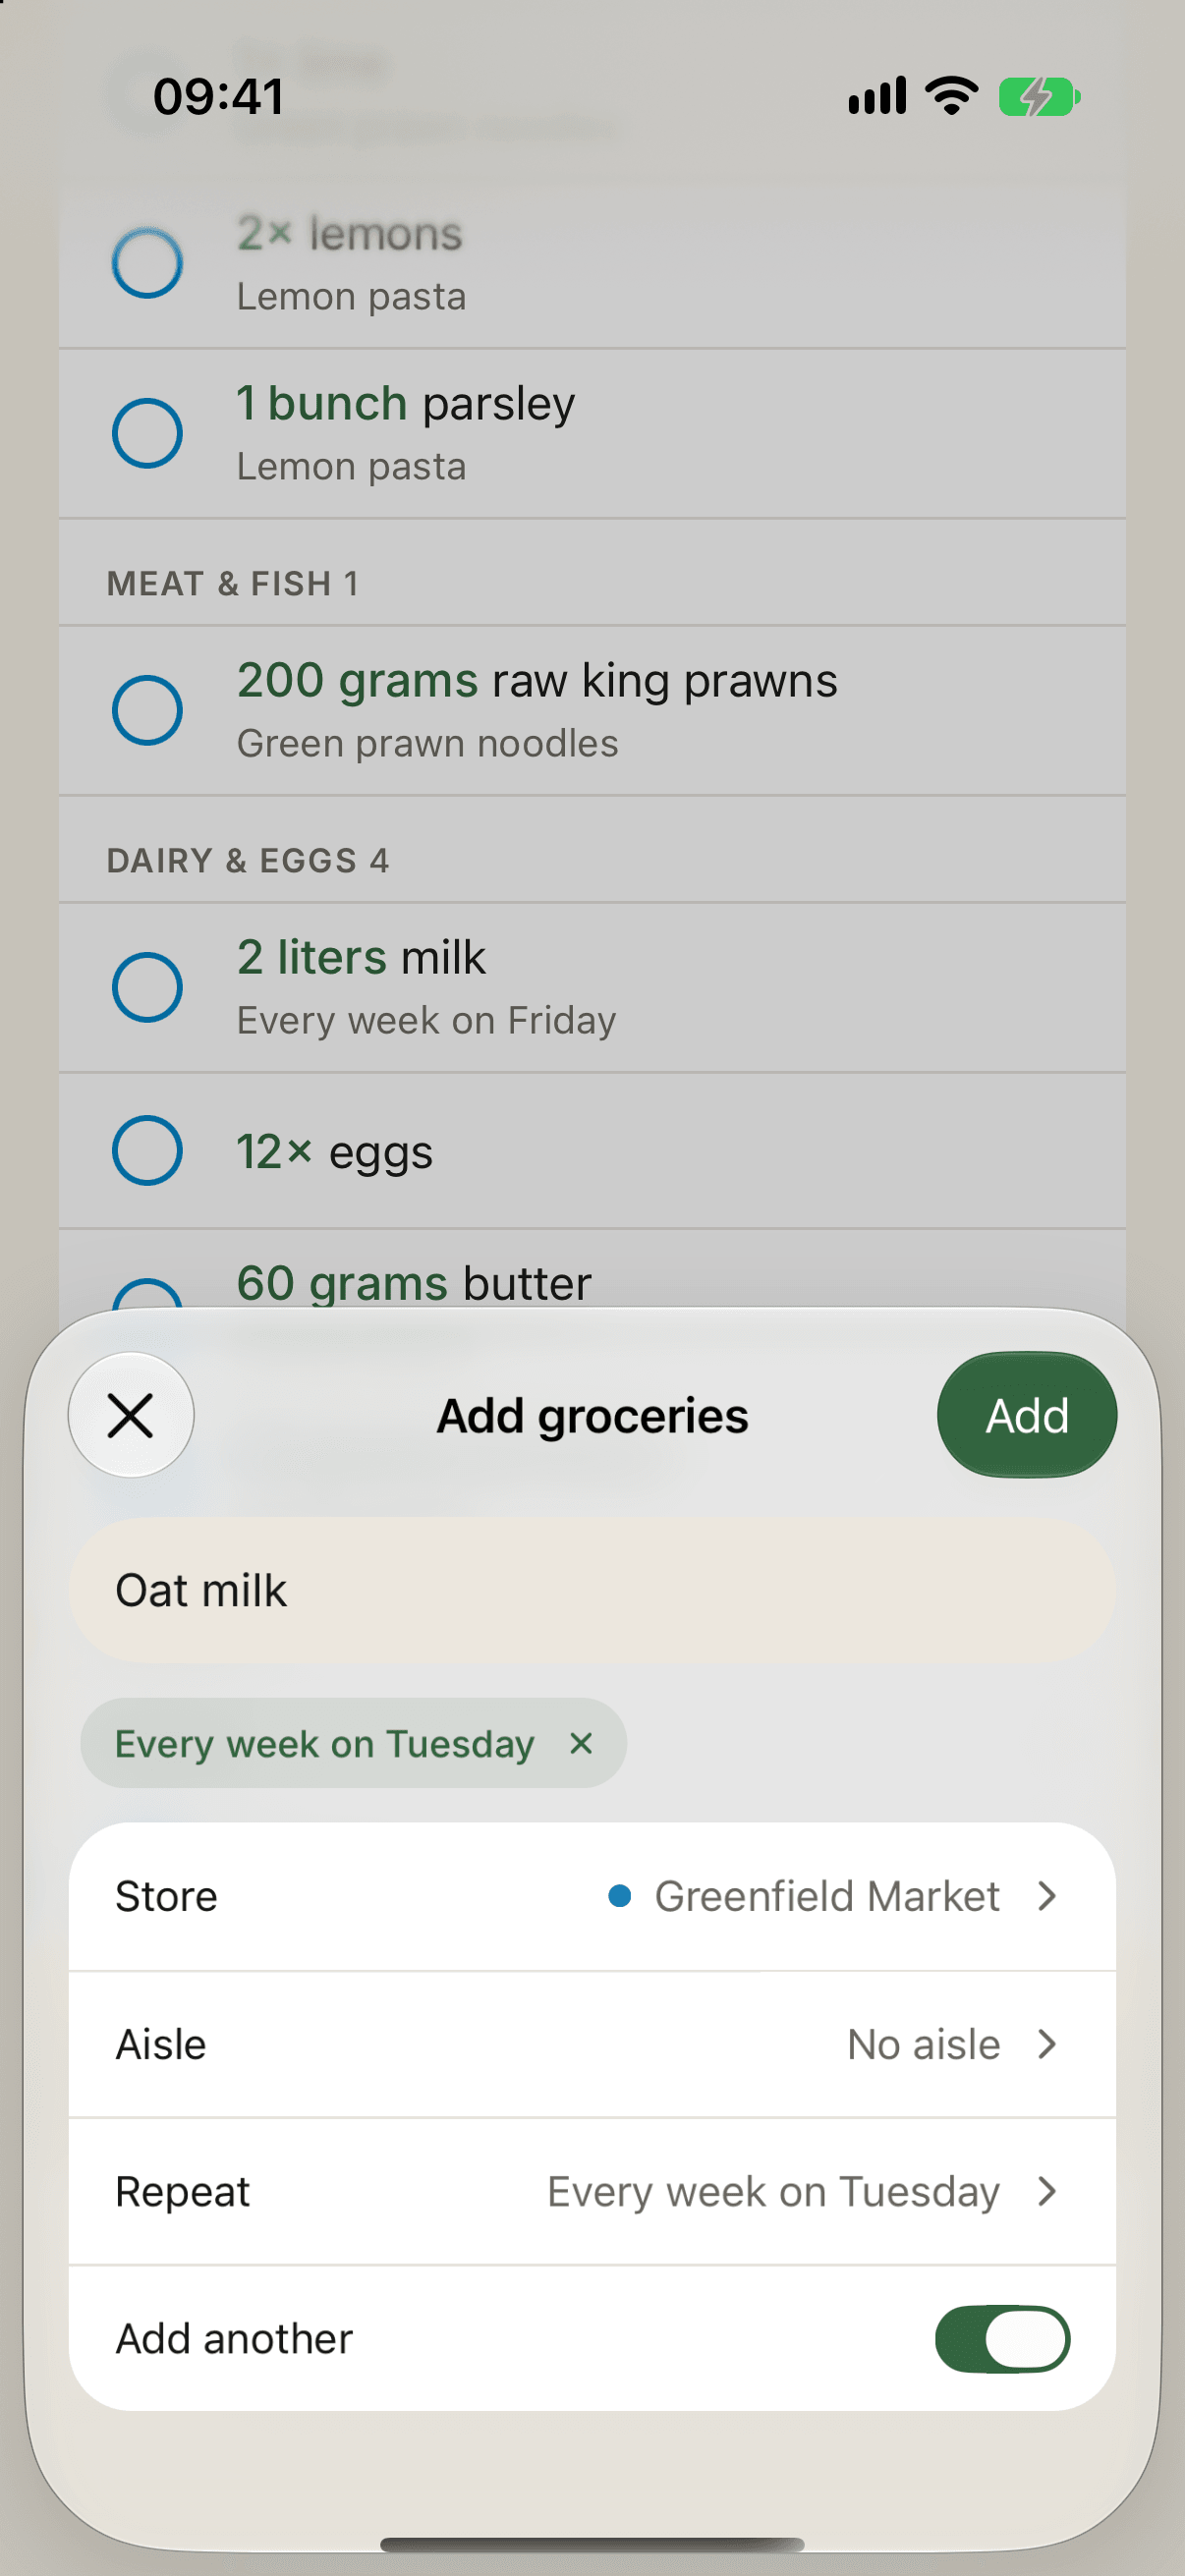 09:41
2× lemons
Lemon pasta
1 bunch parsley
Lemon pasta
MEAT & FISH 1
200 grams raw king prawns
Green prawn noodles
DAIRY & EGGS 4
2 liters milk
Every week on Friday
12× eggs
60 grams butter
Add groceries
Add
Oat milk
Every week on Tuesday ×
Store
Greenfield Market
Aisle
No aisle
Repeat
Every week on Tuesday
Add another